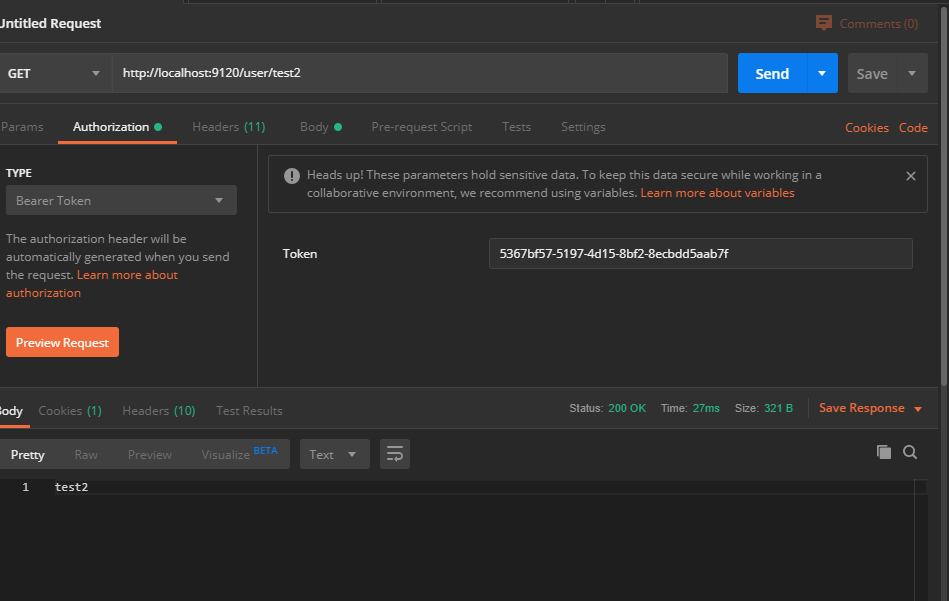 Untitled Request
Comments (0)
GET
http://localhost:9120/user/test2
Send
Save
Params
Authorization
Headers (11)
Body
Pre-request Script
Tests
Settings
Cookies
Code
TYPE
Bearer Token
The authorization header will be
automatically generated when you send
the request. Learn more about
authorization
Preview Request
Heads up! These parameters hold sensitive data. To keep this data secure while working in a
collaborative environment, we recommend using variables. Learn more about variables
Token
5367bf57-5197-4d15-8bf2-8ecbdd5aab7f
Body
Cookies (1)
Headers (10)
Test Results
Status: 200 OK
Time: 27ms
Size: 321 B
Save Response
Pretty
Raw
Preview
Visualize BETA
Text
1 test2